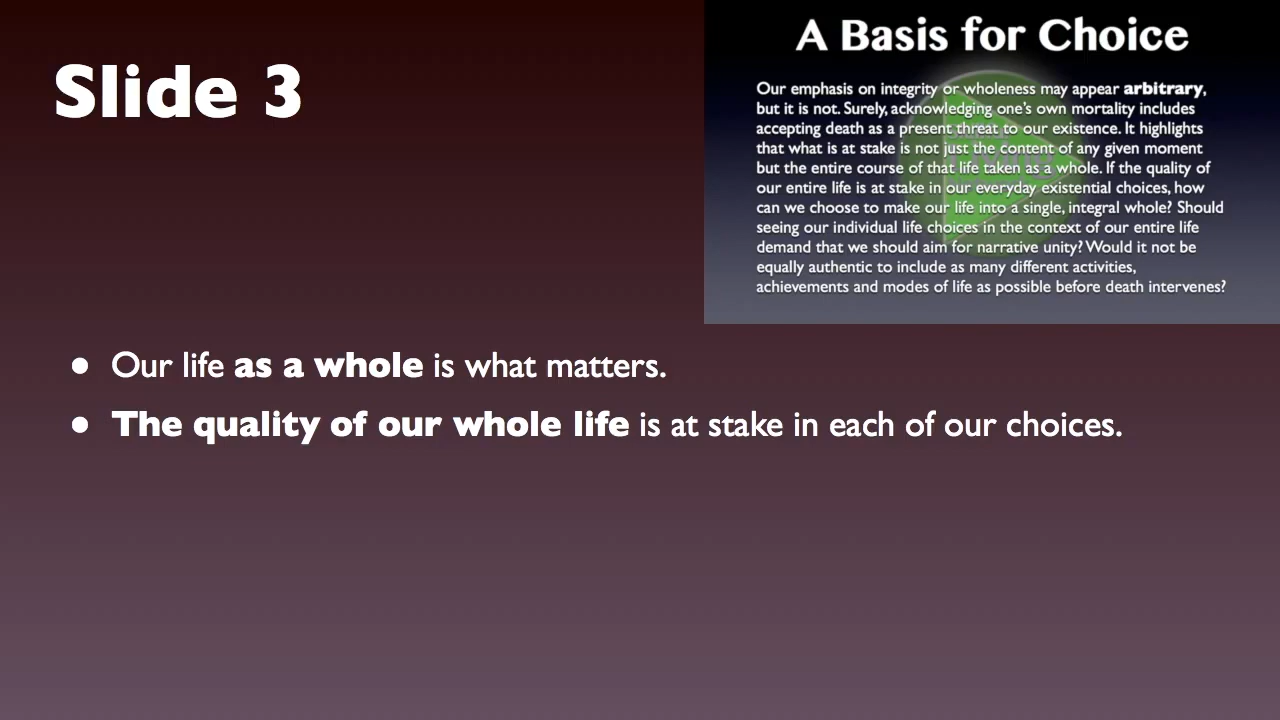 Slide 3
A Basis for Choice
Our emphasis on integrity or wholeness may appear arbitrary,
but it is not. Surely, acknowledging one's own mortality includes
accepting death as a present threat to our existence. It highlights
that what is at stake is not just the content of any given moment
but the entire course of that life taken as a whole. If the quality of
our entire life is at stake in our everyday existential choices, how
can we choose to make our life into a single, integral whole? Should
seeing our individual life choices in the context of our entire life
demand that we should aim for narrative unity? Would it not be
equally authentic to include as many different activities,
achievements and modes of life as possible before death intervenes?
• Our life as a whole is what matters.
• The quality of our whole life is at stake in each of our choices.